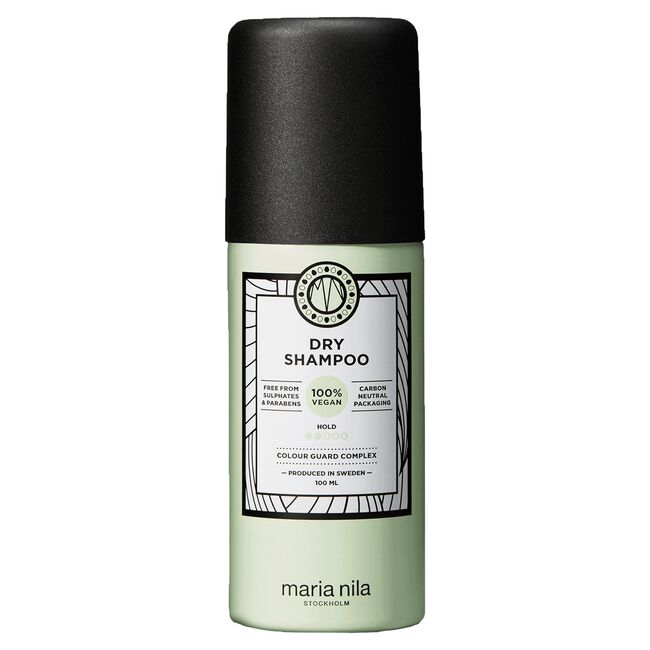 MN
DRY
SHAMPOO
FREE FROM
SULPHATES
& PARABENS
100%
VEGAN
CARBON
NEUTRAL
PACKAGING
HOLD
COLOUR GUARD COMPLEX
— PRODUCED IN SWEDEN —
100 ML
maria nila
STOCKHOLM